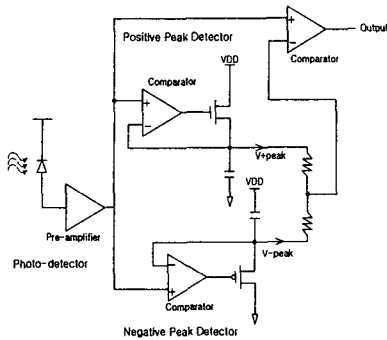 Positive Peak Detector
Output
Comparator
Comparator
VDD
+
-
+
-
V+peak
VDD
Pre-amplifier
V-peak
Photo-detector
-
+
Comparator
Negative Peak Detector